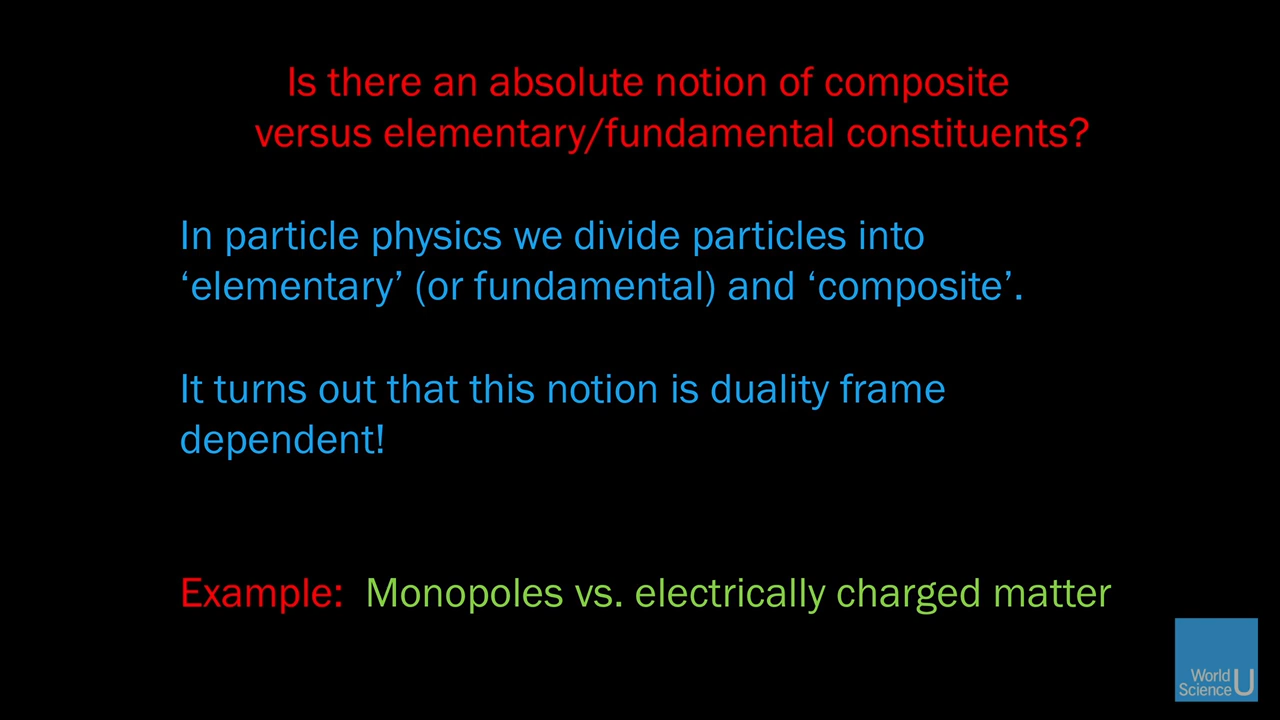 Is there an absolute notion of composite
versus elementary/fundamental constituents?
In particle physics we divide particles into
‘elementary’ (or fundamental) and ‘composite’.
It turns out that this notion is duality frame
dependent!
Example: Monopoles vs. electrically charged matter
World
Science U